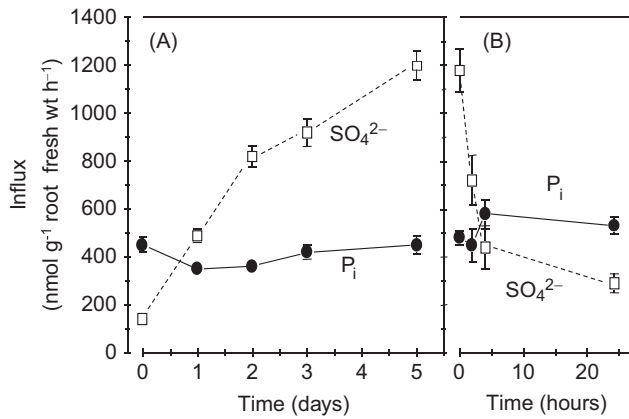 1400
1200
1000
800
600
400
200
0
Influx
(nmol g⁻¹ root fresh wt h⁻¹)
(A)
SO₄²⁻
Pᵢ
0 1 2 3 4 5
Time (days)
(B)
Pᵢ
SO₄²⁻
0 10 20
Time (hours)